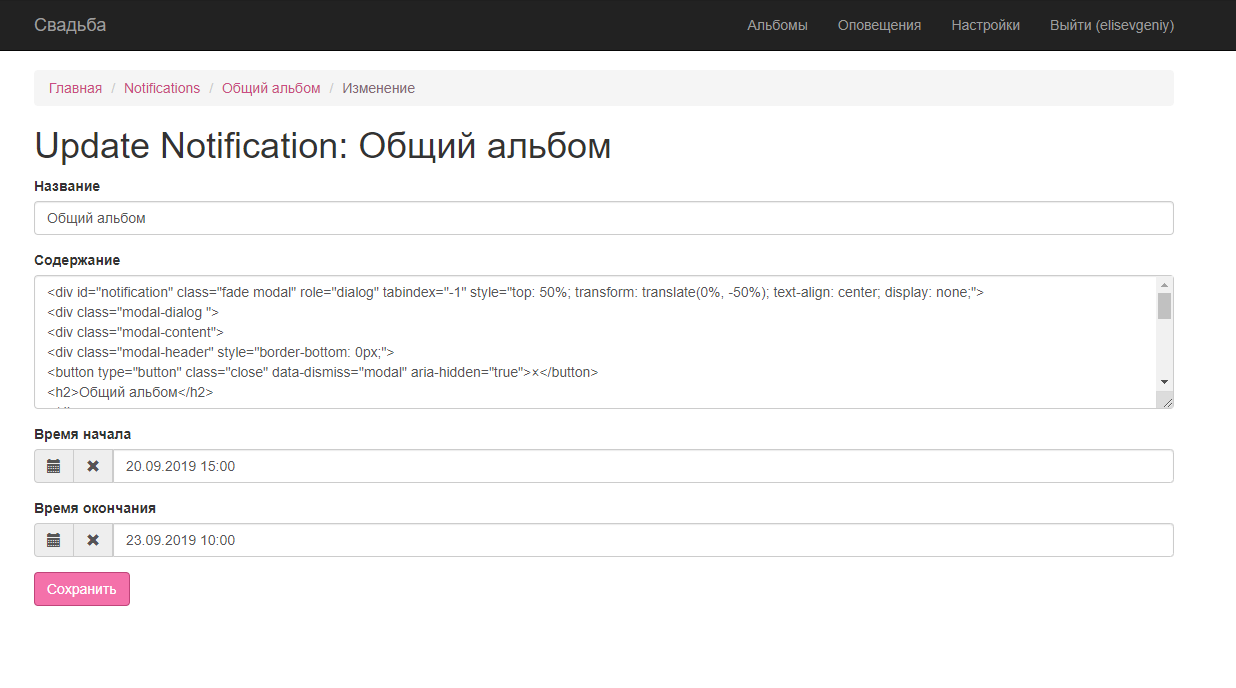 Свадьба
Альбомы Оповещения Настройки Выйти (elisevgeniy)
Главная / Notifications / Общий альбом / Изменение
Update Notification: Общий альбом
Название
Общий альбом
Содержание
<div id="notification" class="fade modal" role="dialog" tabindex="-1" style="top: 50%; transform: translate(0%, -50%); text-align: center; display: none;">
<div class="modal-dialog ">
<div class="modal-content">
<div class="modal-header" style="border-bottom: 0px;">
<button type="button" class="close" data-dismiss="modal" aria-hidden="true">×</button>
<h2>Общий альбом</h2>
Время начала
20.09.2019 15:00
Время окончания
23.09.2019 10:00
Сохранить